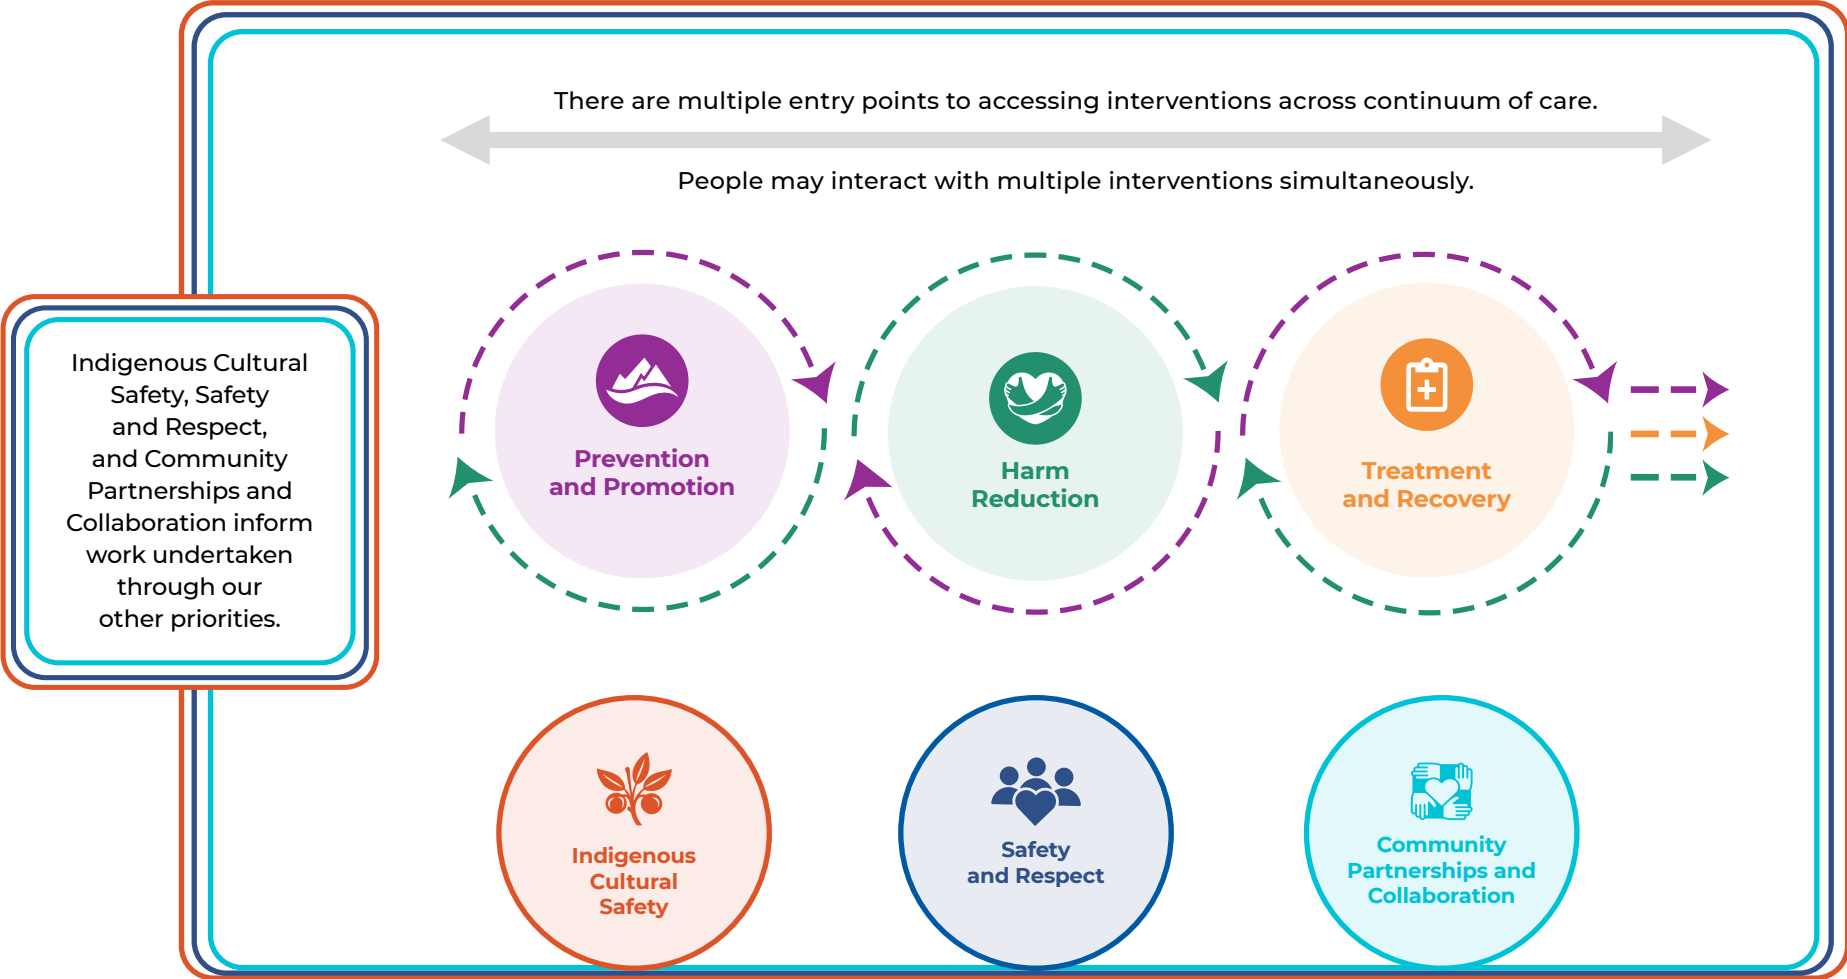 There are multiple entry points to accessing interventions across continuum of care.
People may interact with multiple interventions simultaneously.
Indigenous Cultural
Safety, Safety
and Respect,
and Community
Partnerships and
Collaboration inform
work undertaken
through our
other priorities.
Prevention
and Promotion
Harm
Reduction
Treatment
and Recovery
Indigenous
Cultural
Safety
Safety
and Respect
Community
Partnerships and
Collaboration